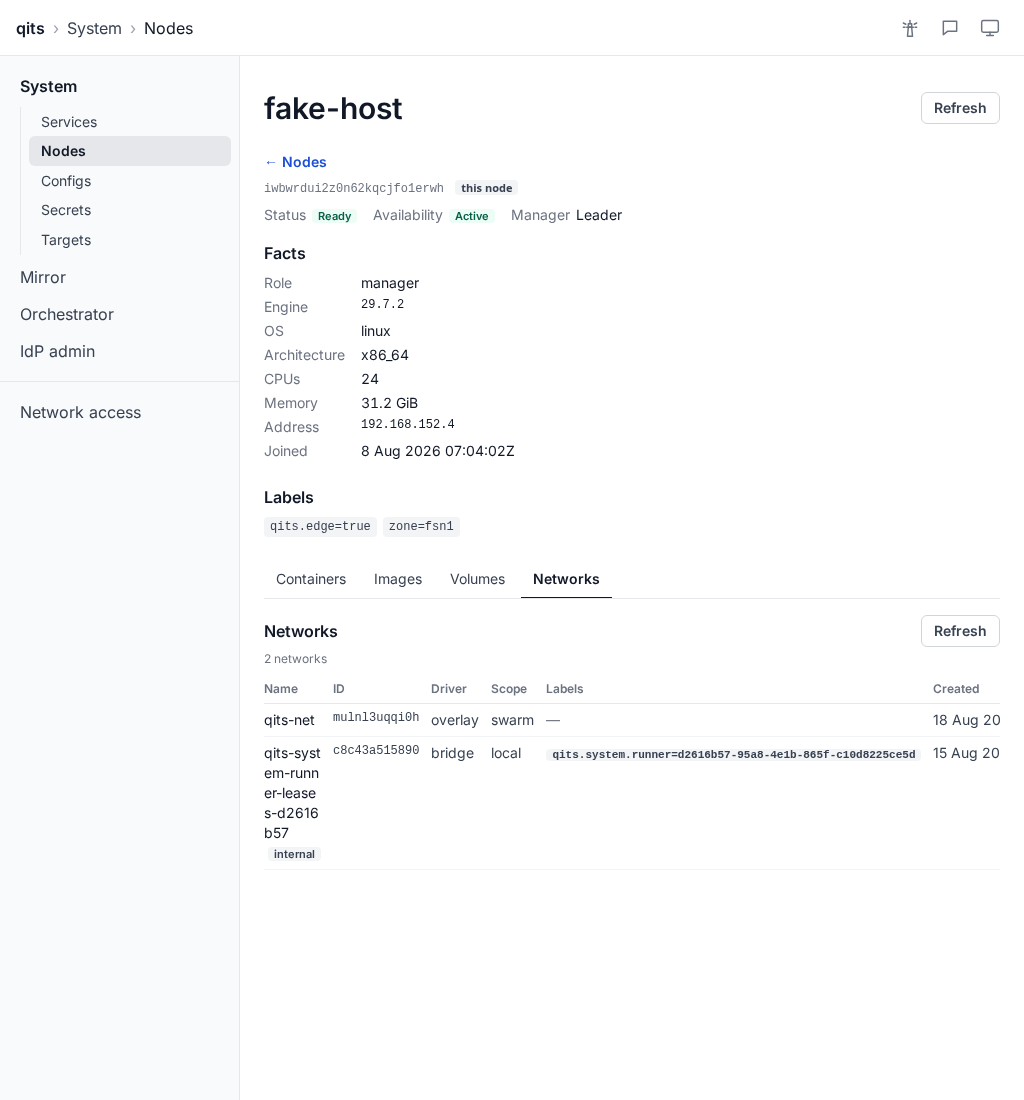 qits › System › Nodes
System
Services
Nodes
Configs
Secrets
Targets
Mirror
Orchestrator
IdP admin
Network access
fake-host
Refresh
← Nodes
iwbwrdui2z0n62kqcjfo1erwh this node
Status Ready Availability Active Manager Leader
Facts
Role manager
Engine 29.7.2
OS linux
Architecture x86_64
CPUs 24
Memory 31.2 GiB
Address 192.168.152.4
Joined 8 Aug 2026 07:04:02Z
Labels
qits.edge=true zone=fsn1
Containers Images Volumes Networks
Networks
Refresh
2 networks
Name ID Driver Scope Labels Created
qits-net mulnl3uqqi0h overlay swarm — 18 Aug 20
qits-syst c8c43a515890 bridge local qits.system.runner=d2616b57-95a8-4e1b-865f-c10d8225ce5d 15 Aug 20
em-runn
er-lease
s-d2616
b57
internal